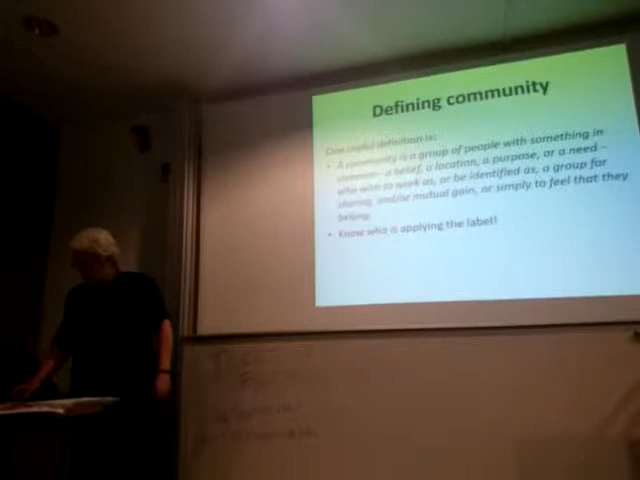 Defining community
One useful definition is:
• A community is a group of people with something in
common – a belief, a location, a purpose, or a need –
who wish to work as, or be identified as, a group for
sharing, and/or mutual gain, or simply to feel that they
belong.
• Know who is applying the label!